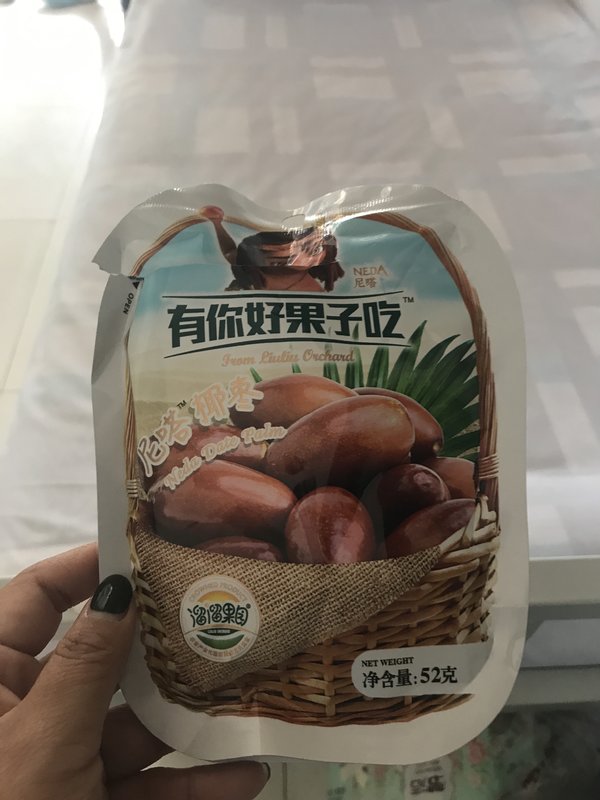 NEDA
尼嗒
OPEN
有你好果子吃™
From Liuliu Orchard
尼嗒™ 椰枣
Nida Date Palm
溜溜果园
NET WEIGHT
净含量:52克